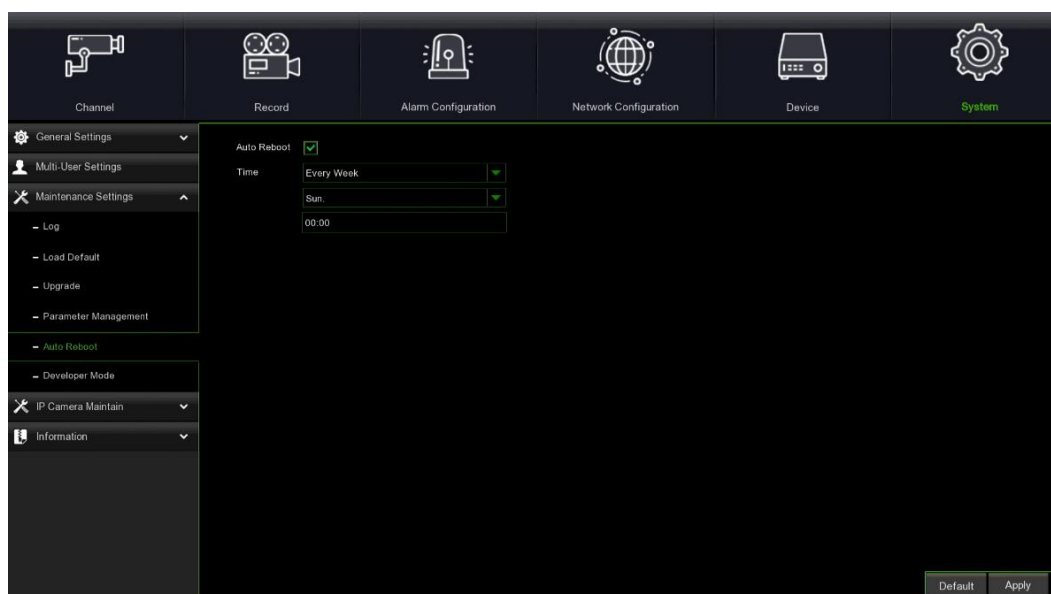 Channel Record Alarm Configuration Network Configuration Device System
General Settings
Multi-User Settings
Maintenance Settings
– Log
– Load Default
– Upgrade
– Parameter Management
– Auto Reboot
– Developer Mode
IP Camera Maintain
Information
Auto Reboot
Time Every Week
Sun.
00:00
Default Apply